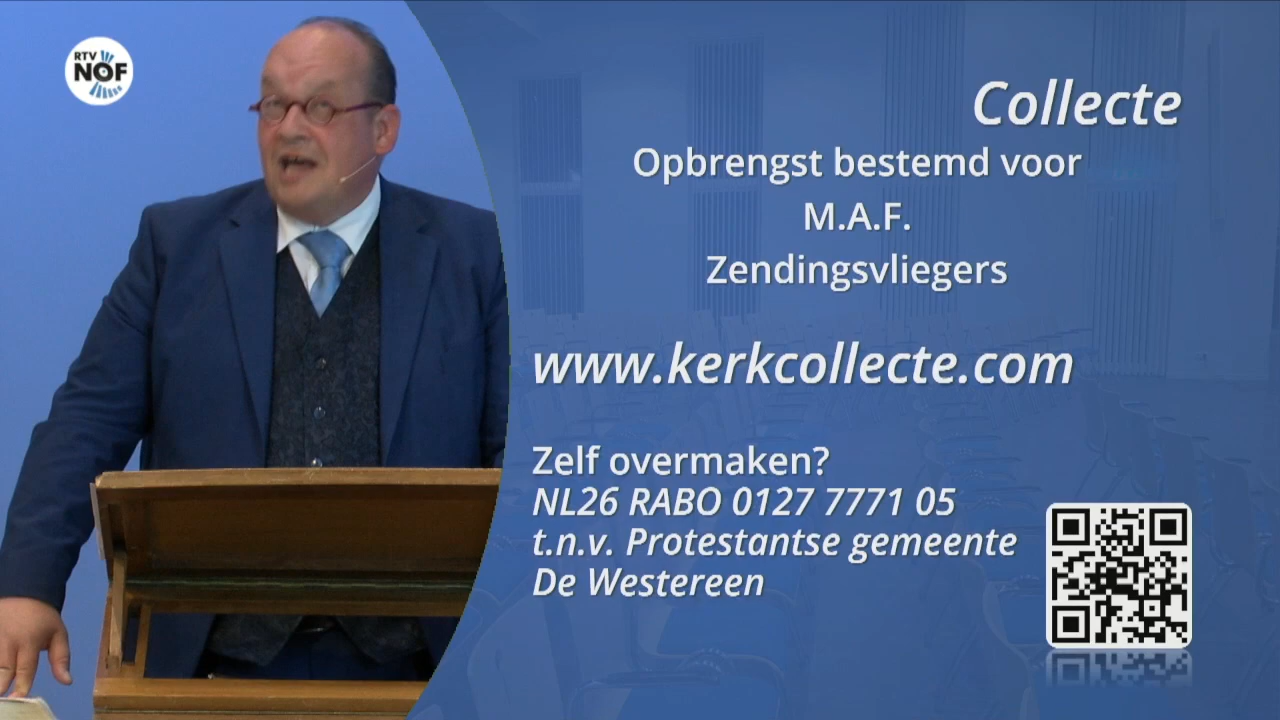 RTV
NOF
Collecte
Opbrengst bestemd voor
M.A.F.
Zendingsvliegers
www.kerkcollecte.com
Zelf overmaken?
NL26 RABO 0127 7771 05
t.n.v. Protestantse gemeente
De Westereen